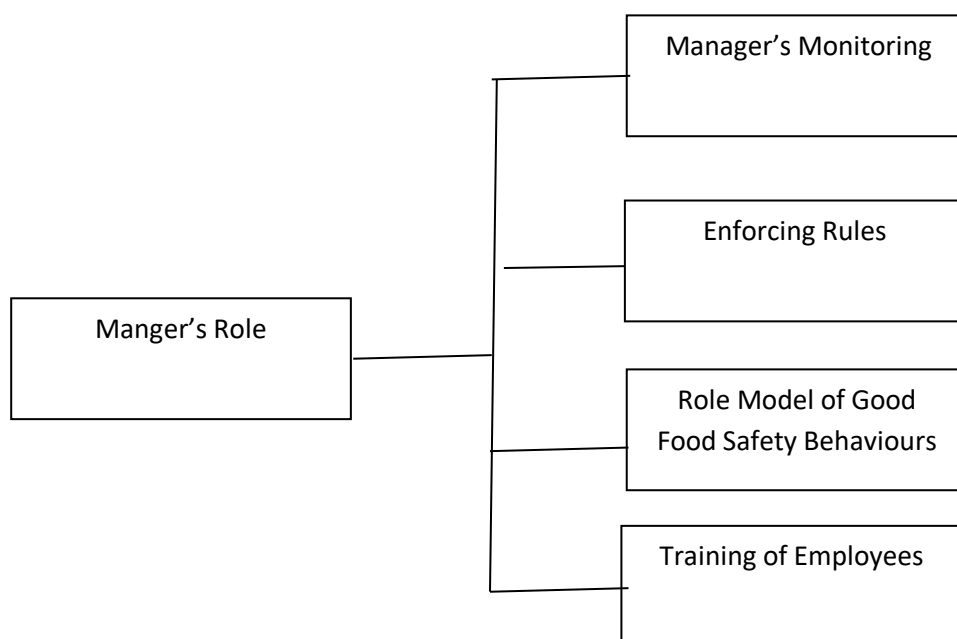 Manager’s Monitoring
Enforcing Rules
Manger’s Role
Role Model of Good
Food Safety Behaviours
Training of Employees